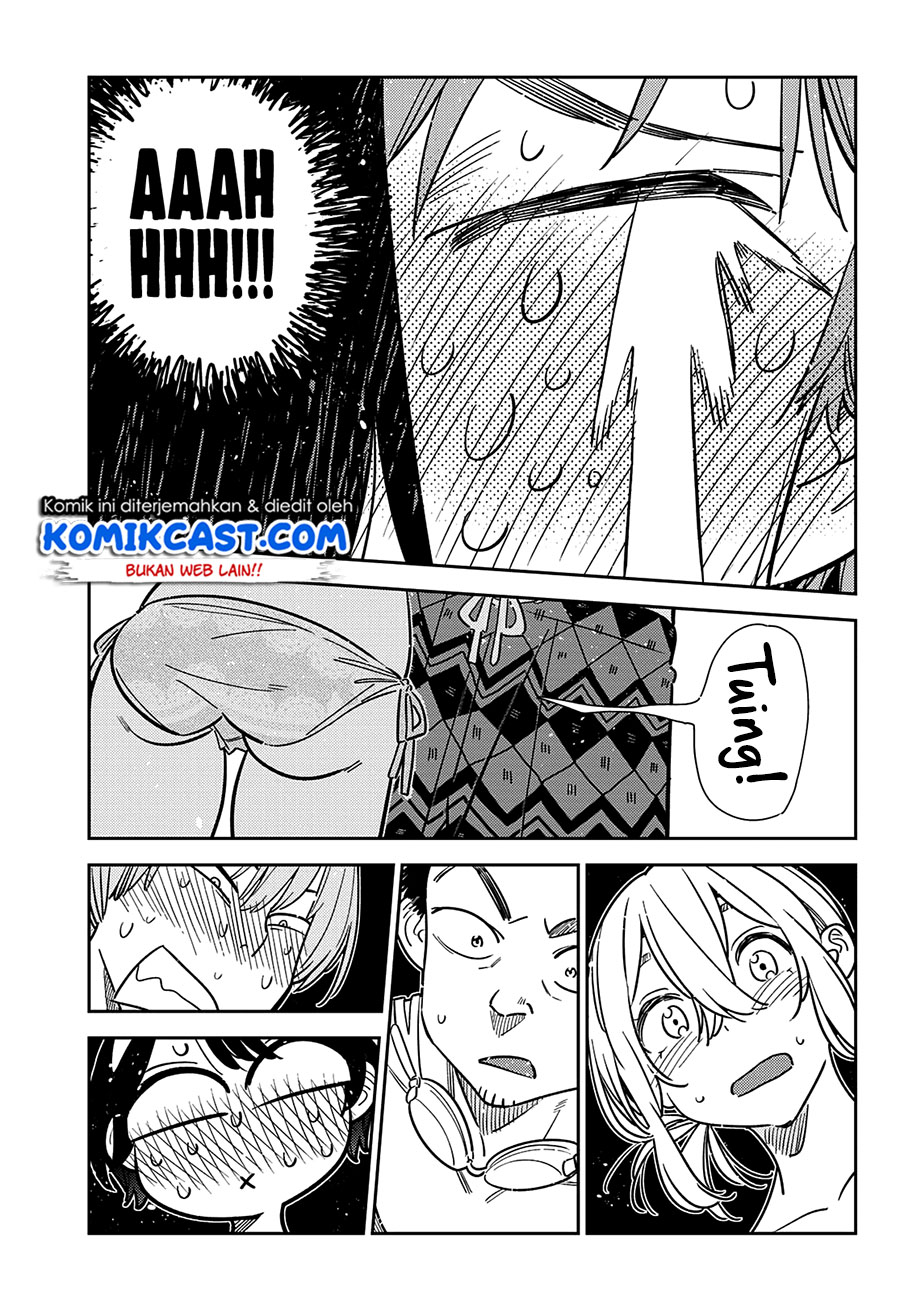 AAAH
HHH!!!
Komik ini diterjemahkan & diedit oleh
KOMIKCAST.COM
BUKAN WEB LAIN!!
Tuing!